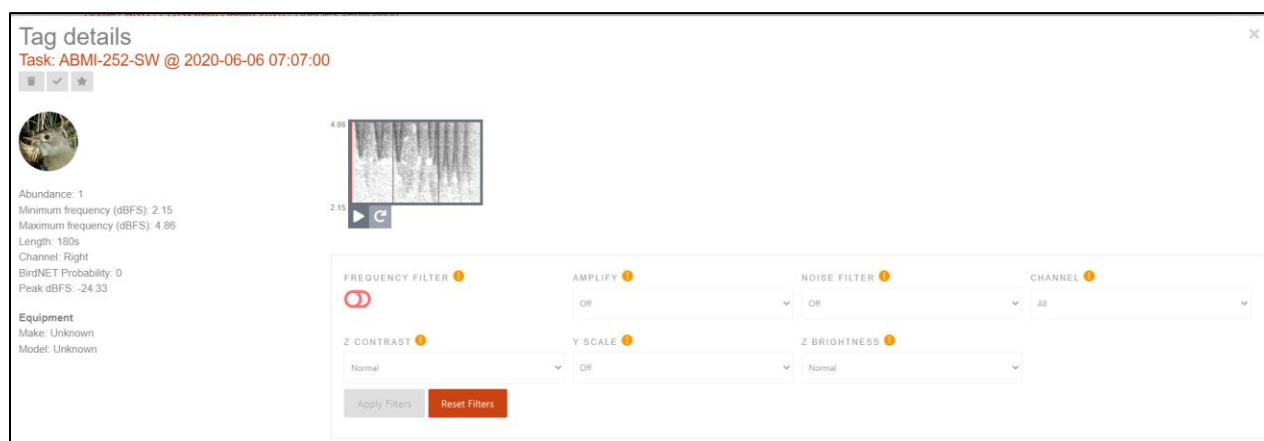 Tag details
×
Task: ABMI-252-SW @ 2020-06-06 07:07:00
4.86
2.15
Abundance: 1
Minimum frequency (dBFS): 2.15
Maximum frequency (dBFS): 4.86
Length: 180s
Channel: Right
BirdNET Probability: 0
Peak dBFS: -24.33
Equipment
Make: Unknown
Model: Unknown
FREQUENCY FILTER
AMPLIFY
Off
NOISE FILTER
Off
CHANNEL
All
Z CONTRAST
Normal
Y SCALE
Off
Z BRIGHTNESS
Normal
Apply Filters
Reset Filters